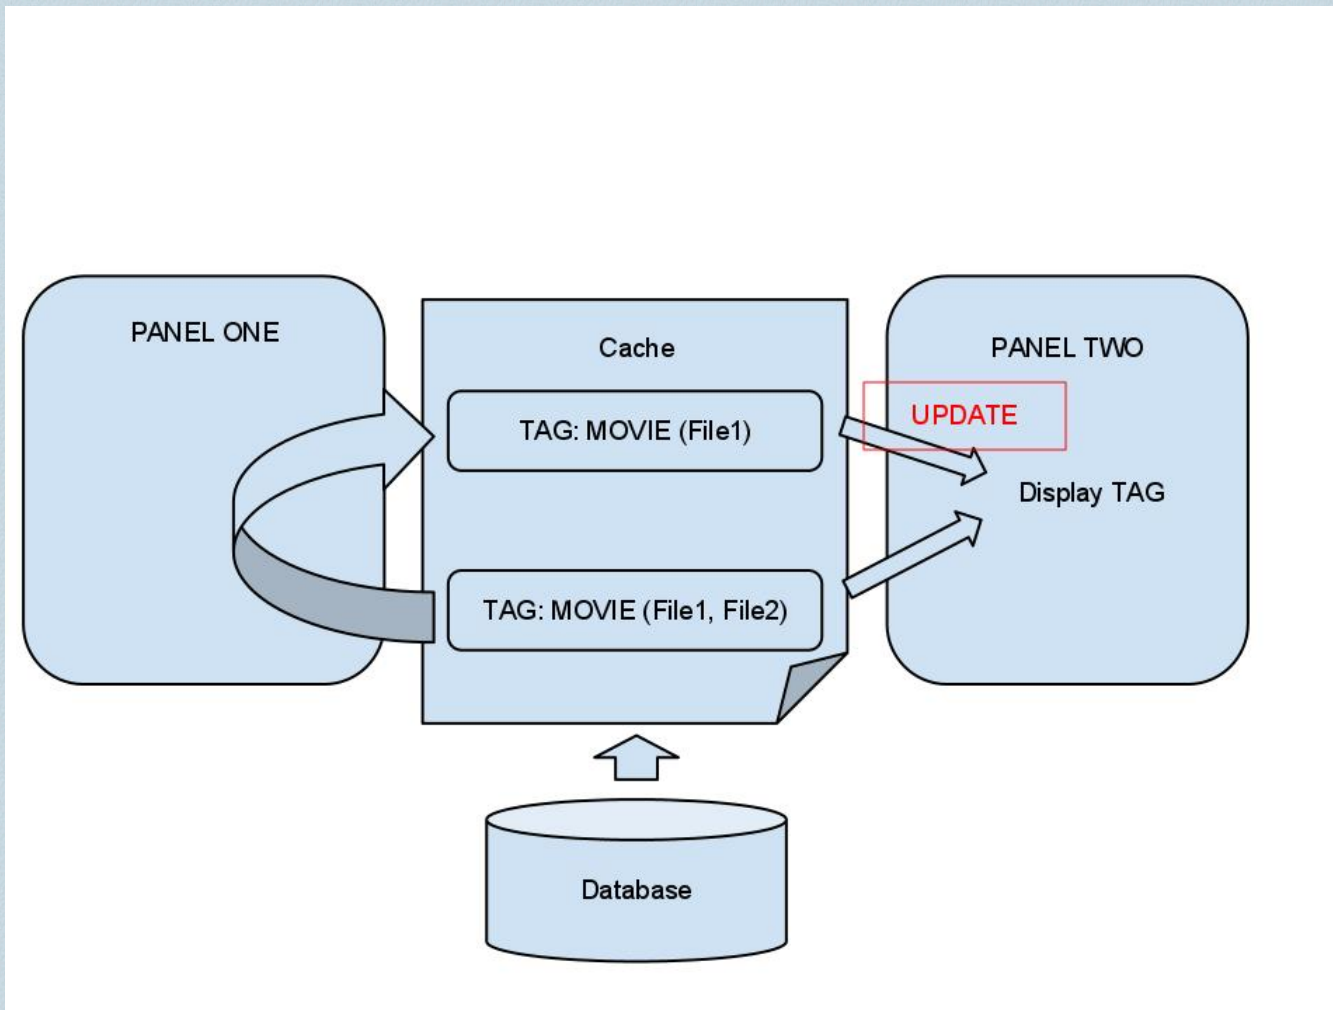 PANEL ONE
Cache
PANEL TWO
TAG: MOVIE (File1)
UPDATE
Display TAG
TAG: MOVIE (File1, File2)
Database